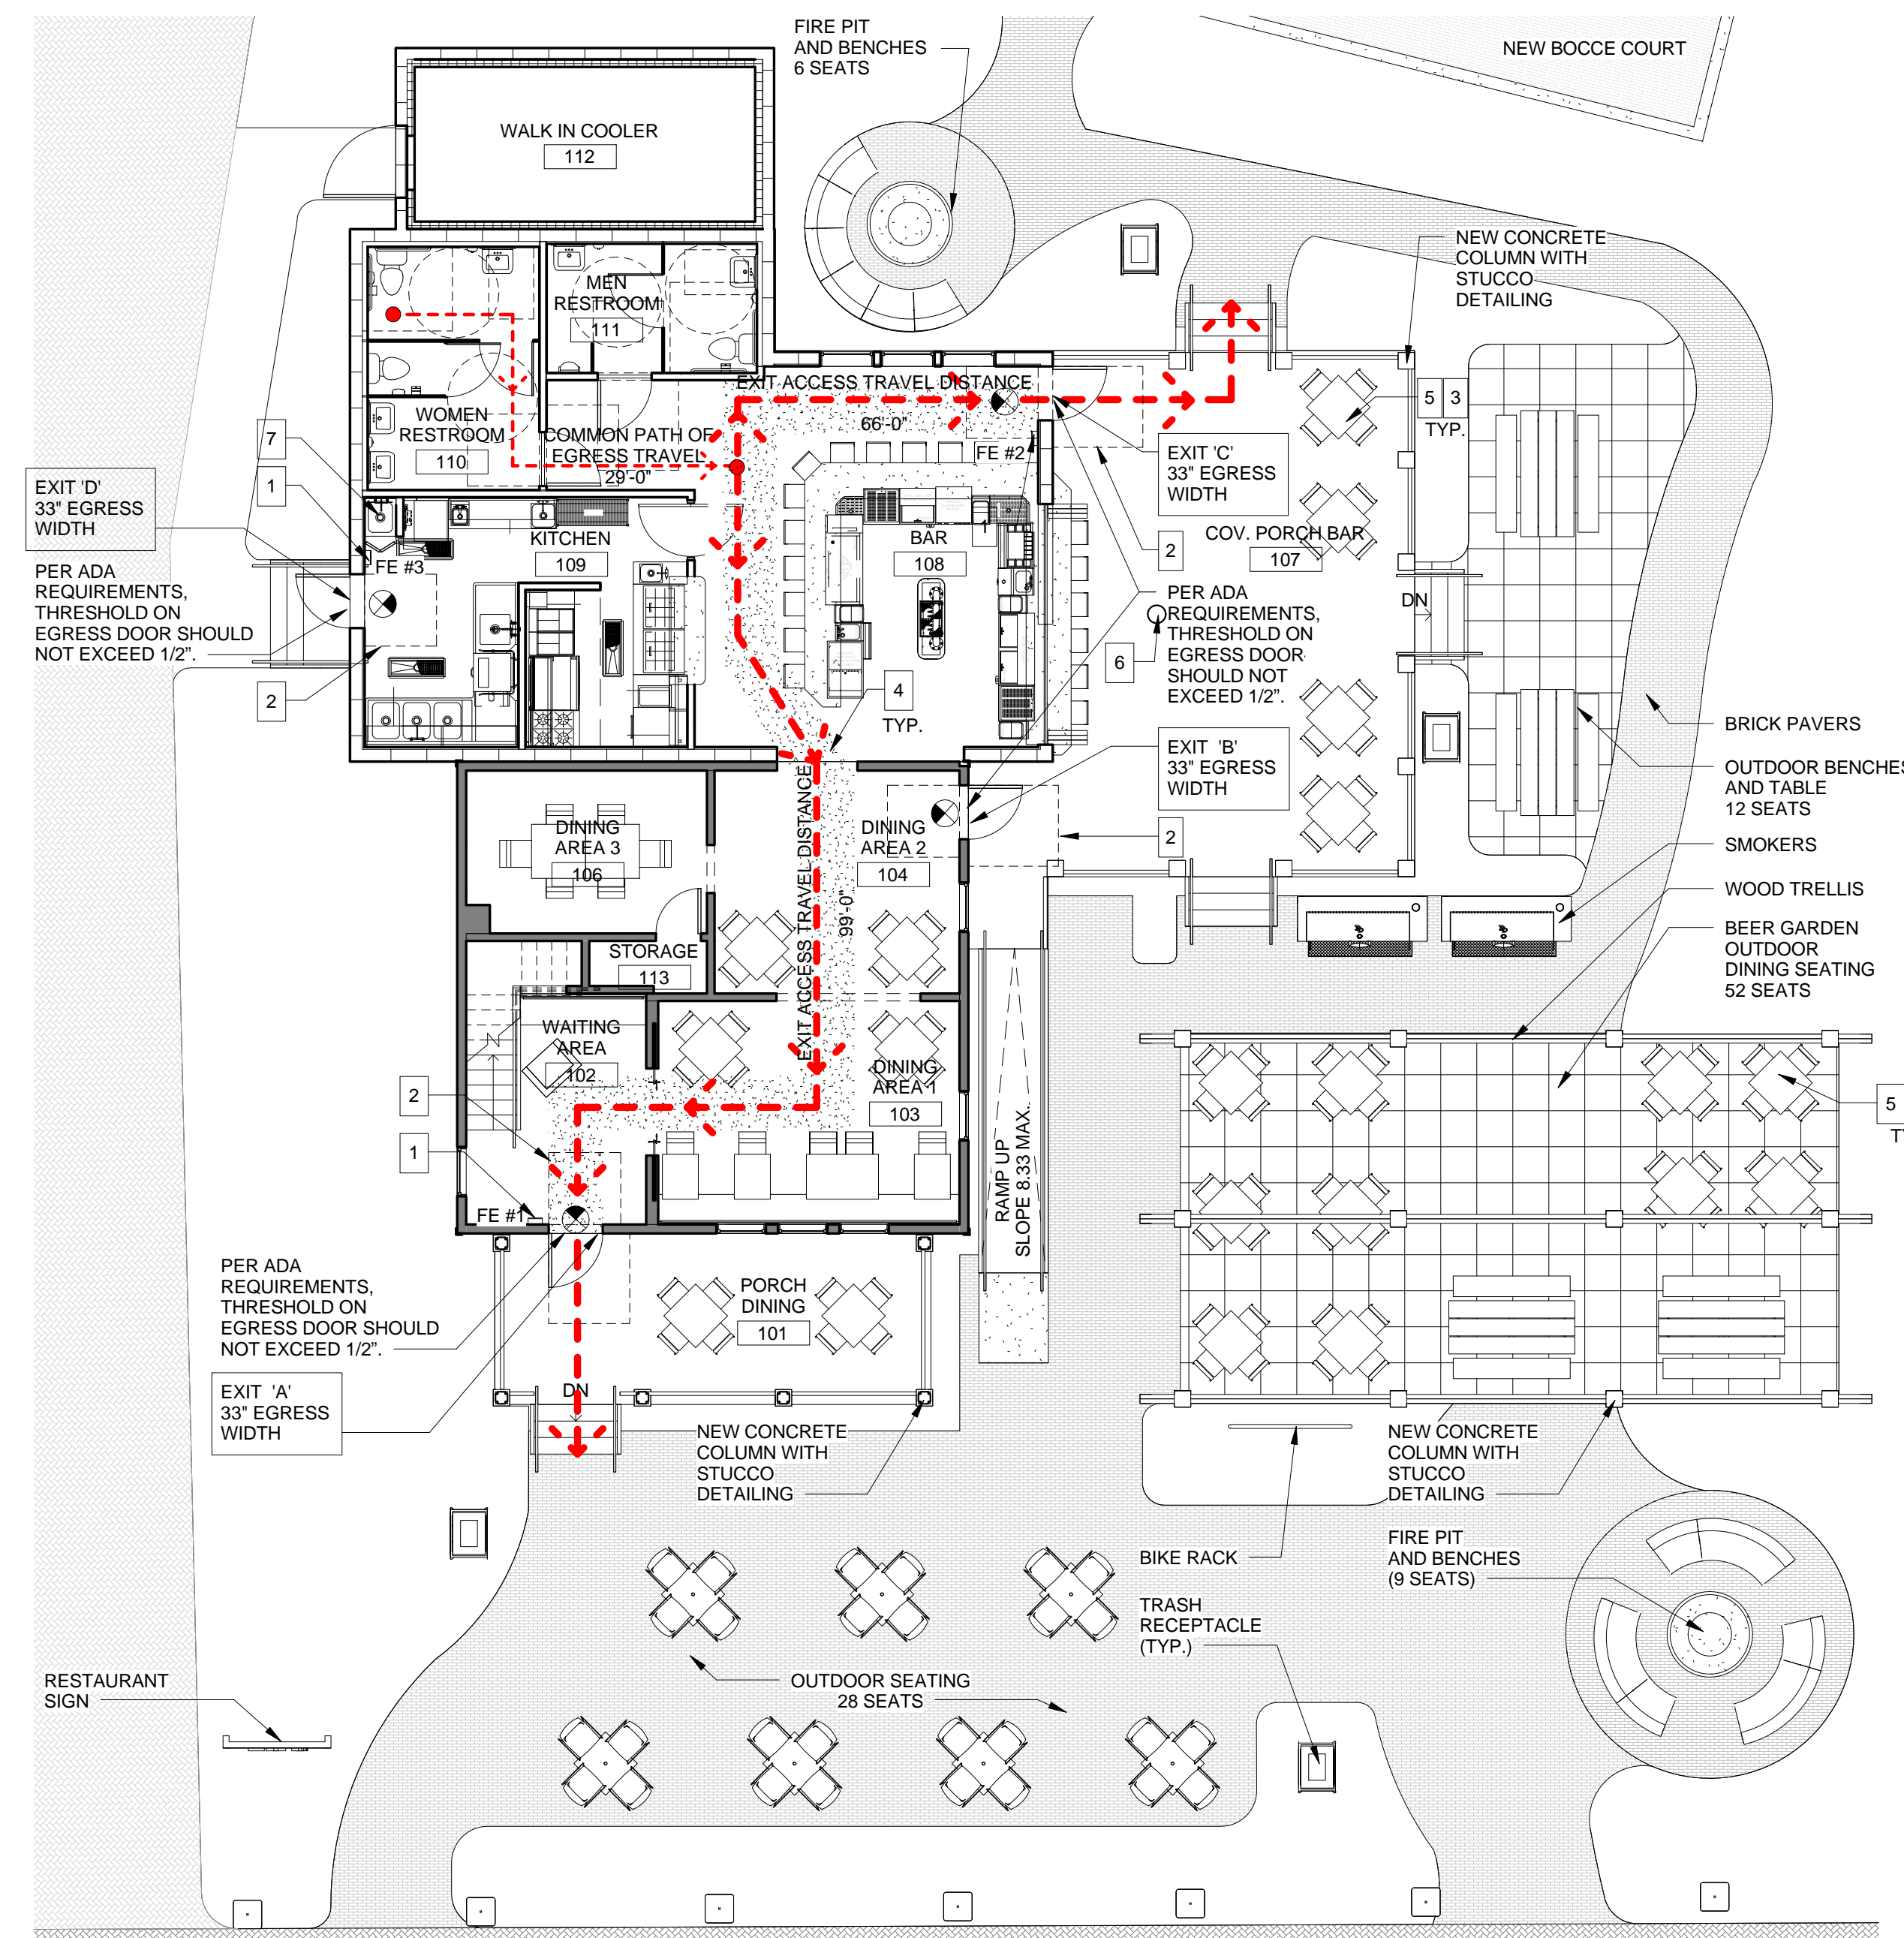 FIRE PIT
AND BENCHES
6 SEATS
NEW BOCCE COURT
WALK IN COOLER
112
NEW CONCRETE
COLUMN WITH
STUCCO
DETAILING
MEN
RESTROOM
111
EXIT ACCESS TRAVEL DISTANCE
66'-0"
5
3
TYP.
WOMEN
RESTROOM
110
COMMON PATH OF
EGRESS TRAVEL
29'-0"
FE #2
EXIT 'C'
33" EGRESS
WIDTH
7
1
EXIT 'D'
33" EGRESS
WIDTH
FE #3
KITCHEN
109
BAR
108
COV. PORCH BAR
107
2
PER ADA
REQUIREMENTS,
THRESHOLD ON
EGRESS DOOR SHOULD
NOT EXCEED 1/2".
2
PER ADA
REQUIREMENTS,
THRESHOLD ON
EGRESS DOOR
SHOULD NOT
EXCEED 1/2".
6
DN
4
TYP.
BRICK PAVERS
EXIT 'B'
33" EGRESS
WIDTH
OUTDOOR BENCHES
AND TABLE
12 SEATS
DINING
AREA 3
106
DINING
AREA 2
104
2
SMOKERS
EXIT ACCESS TRAVEL DISTANCE
99'-0"
WOOD TRELLIS
BEER GARDEN
OUTDOOR
DINING SEATING
52 SEATS
STORAGE
113
WAITING
AREA
102
DINING
AREA 1
103
2
1
5
FE #1
RAMP UP
SLOPE 8.33 MAX.
PER ADA
REQUIREMENTS,
THRESHOLD ON
EGRESS DOOR SHOULD
NOT EXCEED 1/2".
PORCH
DINING
101
EXIT 'A'
33" EGRESS
WIDTH
DN
NEW CONCRETE
COLUMN WITH
STUCCO
DETAILING
NEW CONCRETE
COLUMN WITH
STUCCO
DETAILING
BIKE RACK
FIRE PIT
AND BENCHES
(9 SEATS)
TRASH
RECEPTACLE
(TYP.)
RESTAURANT
SIGN
OUTDOOR SEATING
28 SEATS